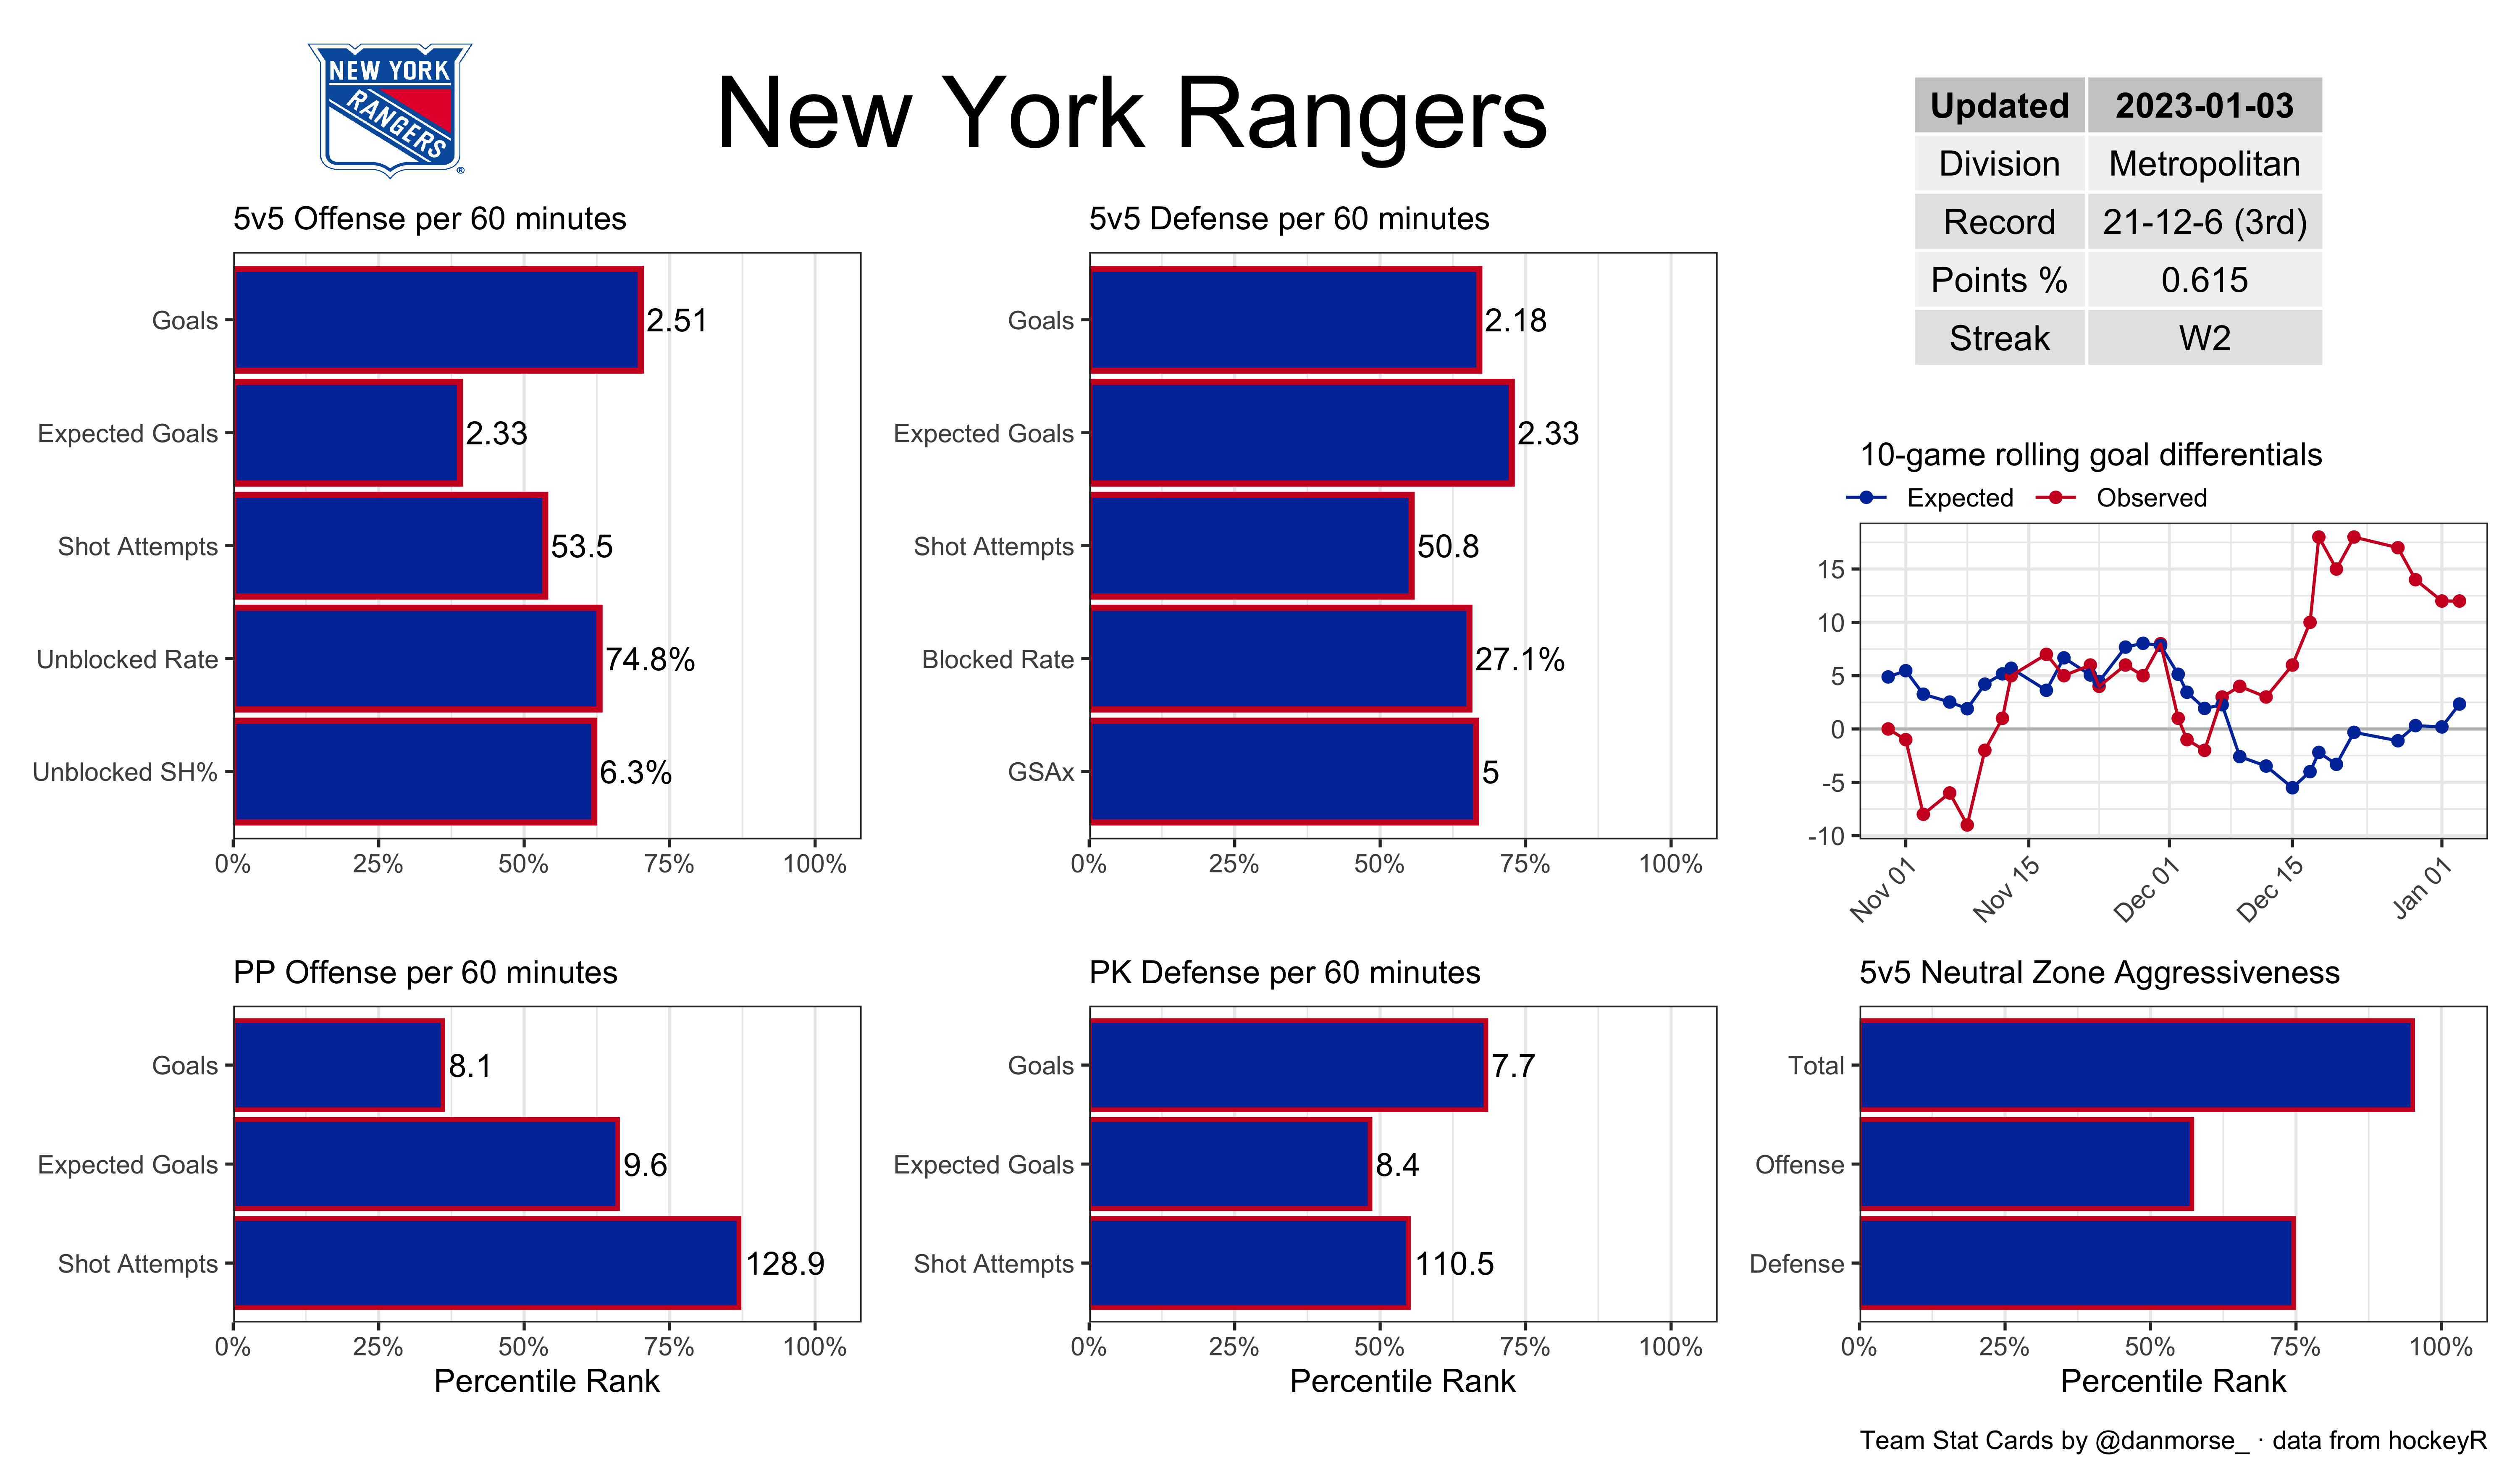 NEW YORK
RANGERS
®
New York Rangers
Updated 2023-01-03
Division Metropolitan
Record 21-12-6 (3rd)
Points % 0.615
Streak W2
5v5 Offense per 60 minutes
Goals 2.51
Expected Goals 2.33
Shot Attempts 53.5
Unblocked Rate 74.8%
Unblocked SH% 6.3%
0% 25% 50% 75% 100%
5v5 Defense per 60 minutes
Goals 2.18
Expected Goals 2.33
Shot Attempts 50.8
Blocked Rate 27.1%
GSAx 5
0% 25% 50% 75% 100%
10-game rolling goal differentials
Expected Observed
15
10
5
0
-5
-10
Nov 01 Nov 15 Dec 01 Dec 15 Jan 01
PP Offense per 60 minutes
Goals 8.1
Expected Goals 9.6
Shot Attempts 128.9
0% 25% 50% 75% 100%
Percentile Rank
PK Defense per 60 minutes
Goals 7.7
Expected Goals 8.4
Shot Attempts 110.5
0% 25% 50% 75% 100%
Percentile Rank
5v5 Neutral Zone Aggressiveness
Total
Offense
Defense
0% 25% 50% 75% 100%
Percentile Rank
Team Stat Cards by @danmorse_ · data from hockeyR